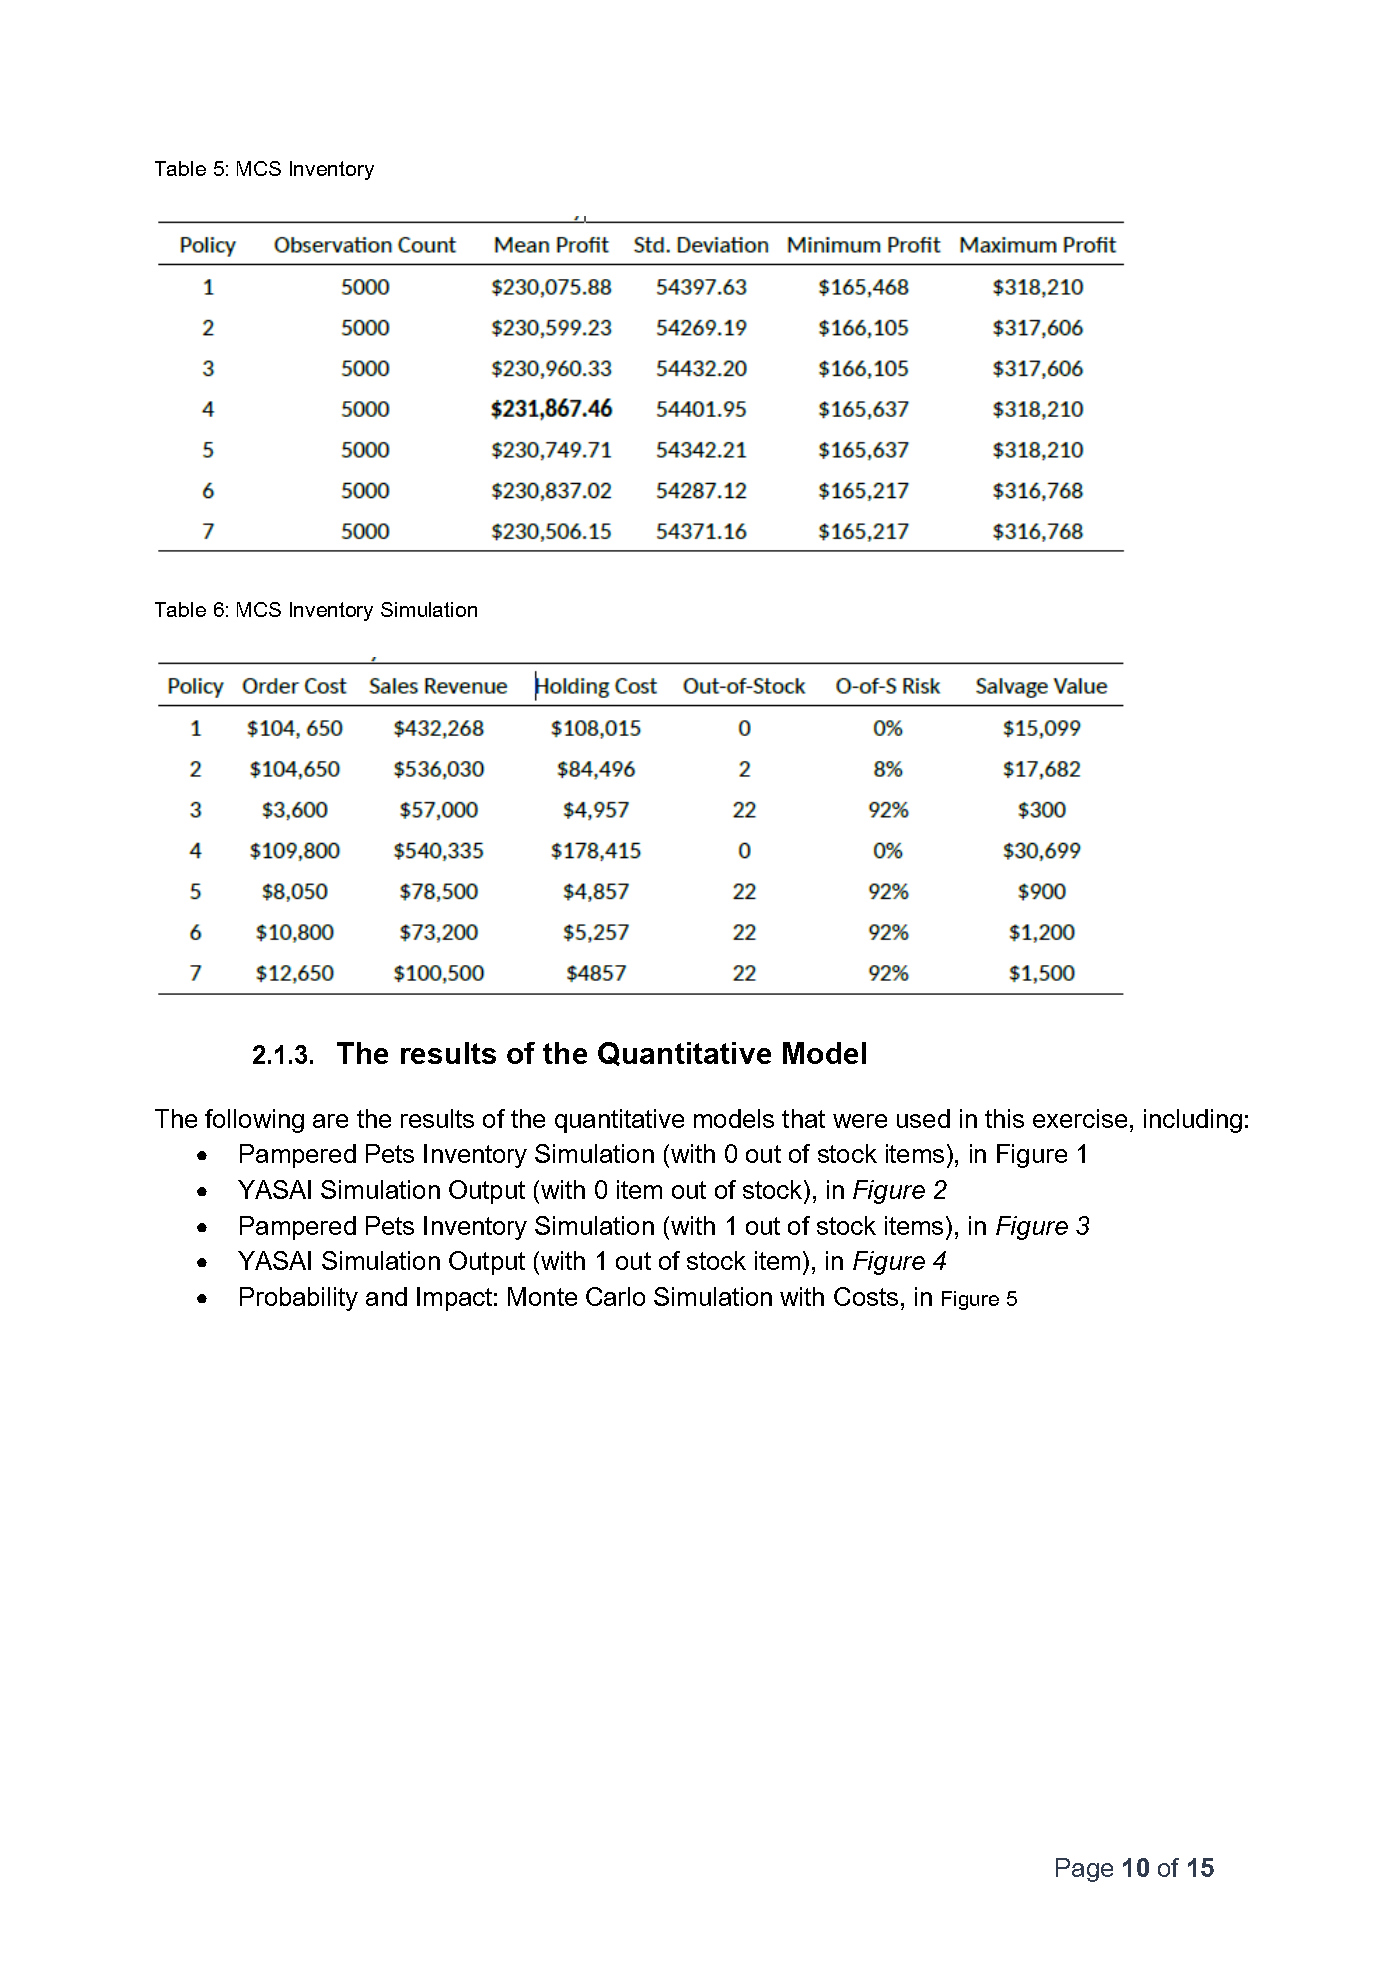 Table 5: MCS Inventory
Policy Observation Count Mean Profit Std. Deviation Minimum Profit Maximum Profit
1 5000 $230,075.88 54397.63 $165,468 $318,210
2 5000 $230,599.23 54269.19 $166,105 $317,606
3 5000 $230,960.33 54432.20 $166,105 $317,606
4 5000 $231,867.46 54401.95 $165,637 $318,210
5 5000 $230,749.71 54342.21 $165,637 $318,210
6 5000 $230,837.02 54287.12 $165,217 $316,768
7 5000 $230,506.15 54371.16 $165,217 $316,768
Table 6: MCS Inventory Simulation
Policy Order Cost Sales Revenue Holding Cost Out-of-Stock O-of-S Risk Salvage Value
1 $104, 650 $432,268 $108,015 0 0% $15,099
2 $104,650 $536,030 $84,496 2 8% $17,682
3 $3,600 $57,000 $4,957 22 92% $300
4 $109,800 $540,335 $178,415 0 0% $30,699
5 $8,050 $78,500 $4,857 22 92% $900
6 $10,800 $73,200 $5,257 22 92% $1,200
7 $12,650 $100,500 $4857 22 92% $1,500
2.1.3. The results of the Quantitative Model
The following are the results of the quantitative models that were used in this exercise, including:
• Pampered Pets Inventory Simulation (with 0 out of stock items), in Figure 1
• YASAI Simulation Output (with 0 item out of stock), in Figure 2
• Pampered Pets Inventory Simulation (with 1 out of stock items), in Figure 3
• YASAI Simulation Output (with 1 out of stock item), in Figure 4
• Probability and Impact: Monte Carlo Simulation with Costs, in Figure 5
Page 10 of 15